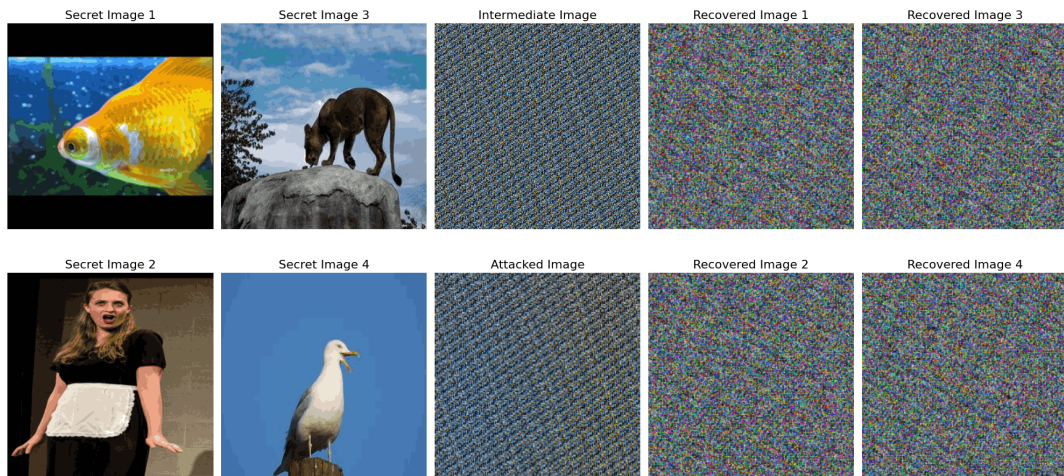 Secret Image 1
Secret Image 3
Intermediate Image
Recovered Image 1
Recovered Image 3
Secret Image 2
Secret Image 4
Attacked Image
Recovered Image 2
Recovered Image 4